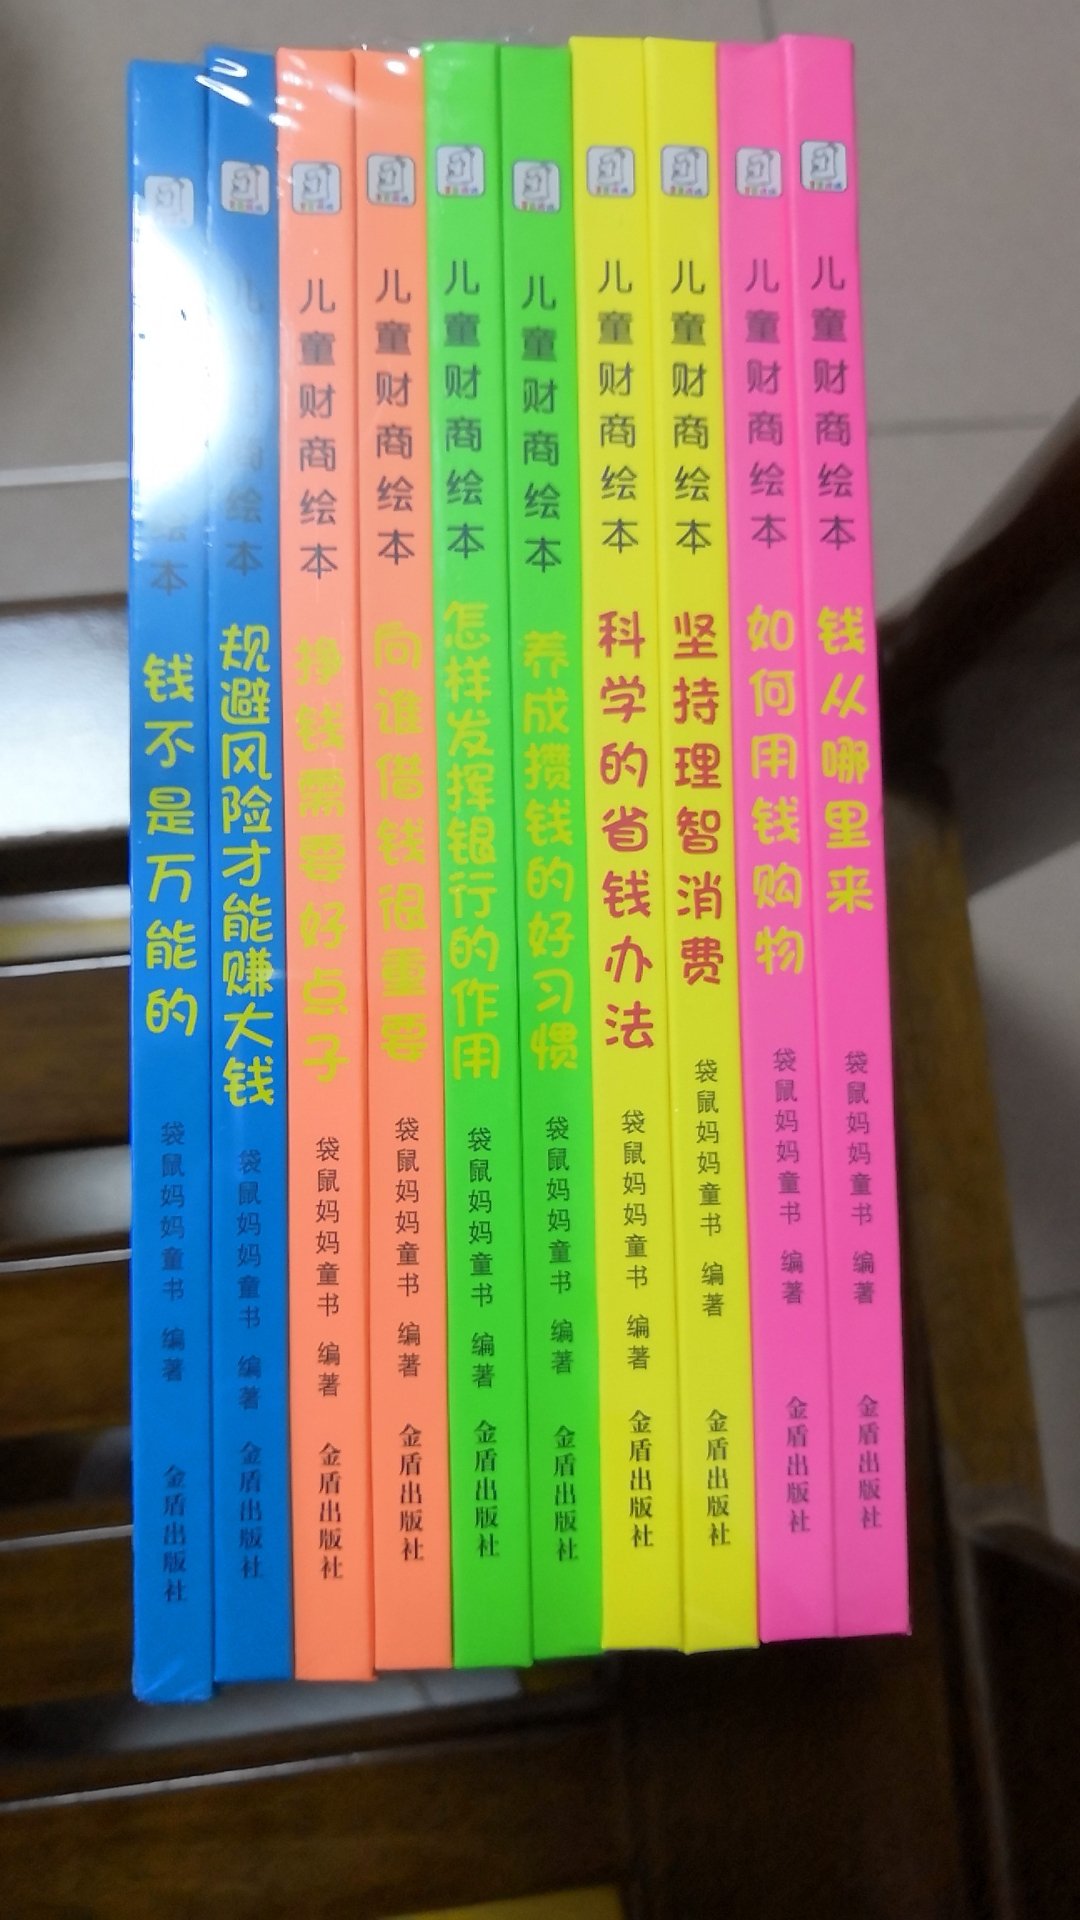 绘本
钱不是万能的
袋鼠妈妈童书 编著
金盾出版社
儿童财商绘本
规避风险才能赚大钱
袋鼠妈妈童书 编著
金盾出版社
儿童财商绘本
挣钱需要好点子
袋鼠妈妈童书 编著
金盾出版社
儿童财商绘本
向谁借钱很重要
袋鼠妈妈童书 编著
金盾出版社
儿童财商绘本
怎样发挥银行的作用
袋鼠妈妈童书 编著
金盾出版社
儿童财商绘本
养成攒钱的好习惯
袋鼠妈妈童书 编著
金盾出版社
儿童财商绘本
科学的省钱办法
袋鼠妈妈童书 编著
金盾出版社
儿童财商绘本
坚持理智消费
袋鼠妈妈童书 编著
金盾出版社
儿童财商绘本
如何用钱购物
袋鼠妈妈童书 编著
金盾出版社
儿童财商绘本
钱从哪里来
袋鼠妈妈童书 编著
金盾出版社